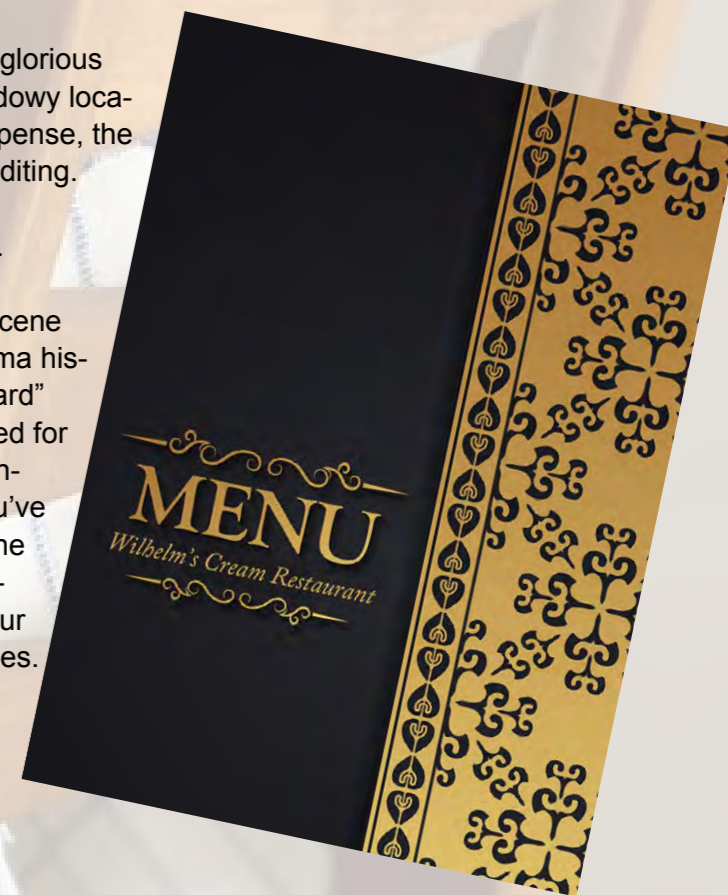 glorious
dowy loca-
pense, the
diting.
cene
ma his-
ard”
ed for
n-
u’ve
he
-
ur
es.
MENU
Wilhelm's Cream Restaurant